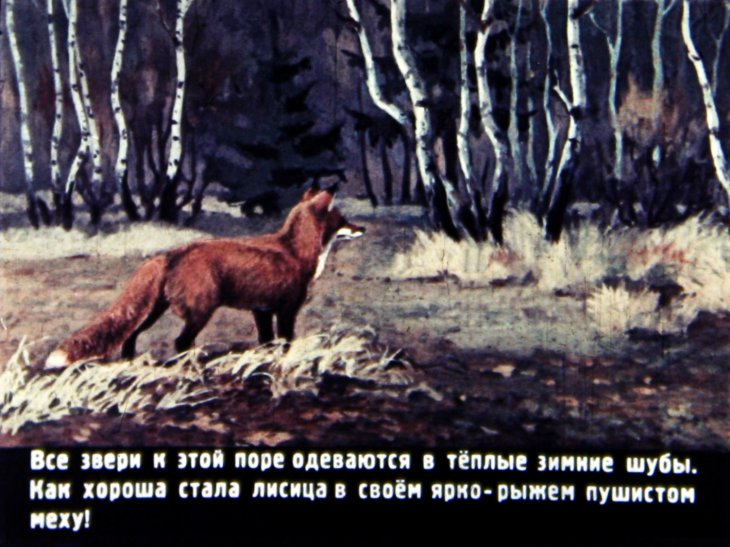 Все звери к этой поре одеваются в тёплые зимние шубы.
Как хороша стала лисица в своём ярко-рыжем пушистом
меху!